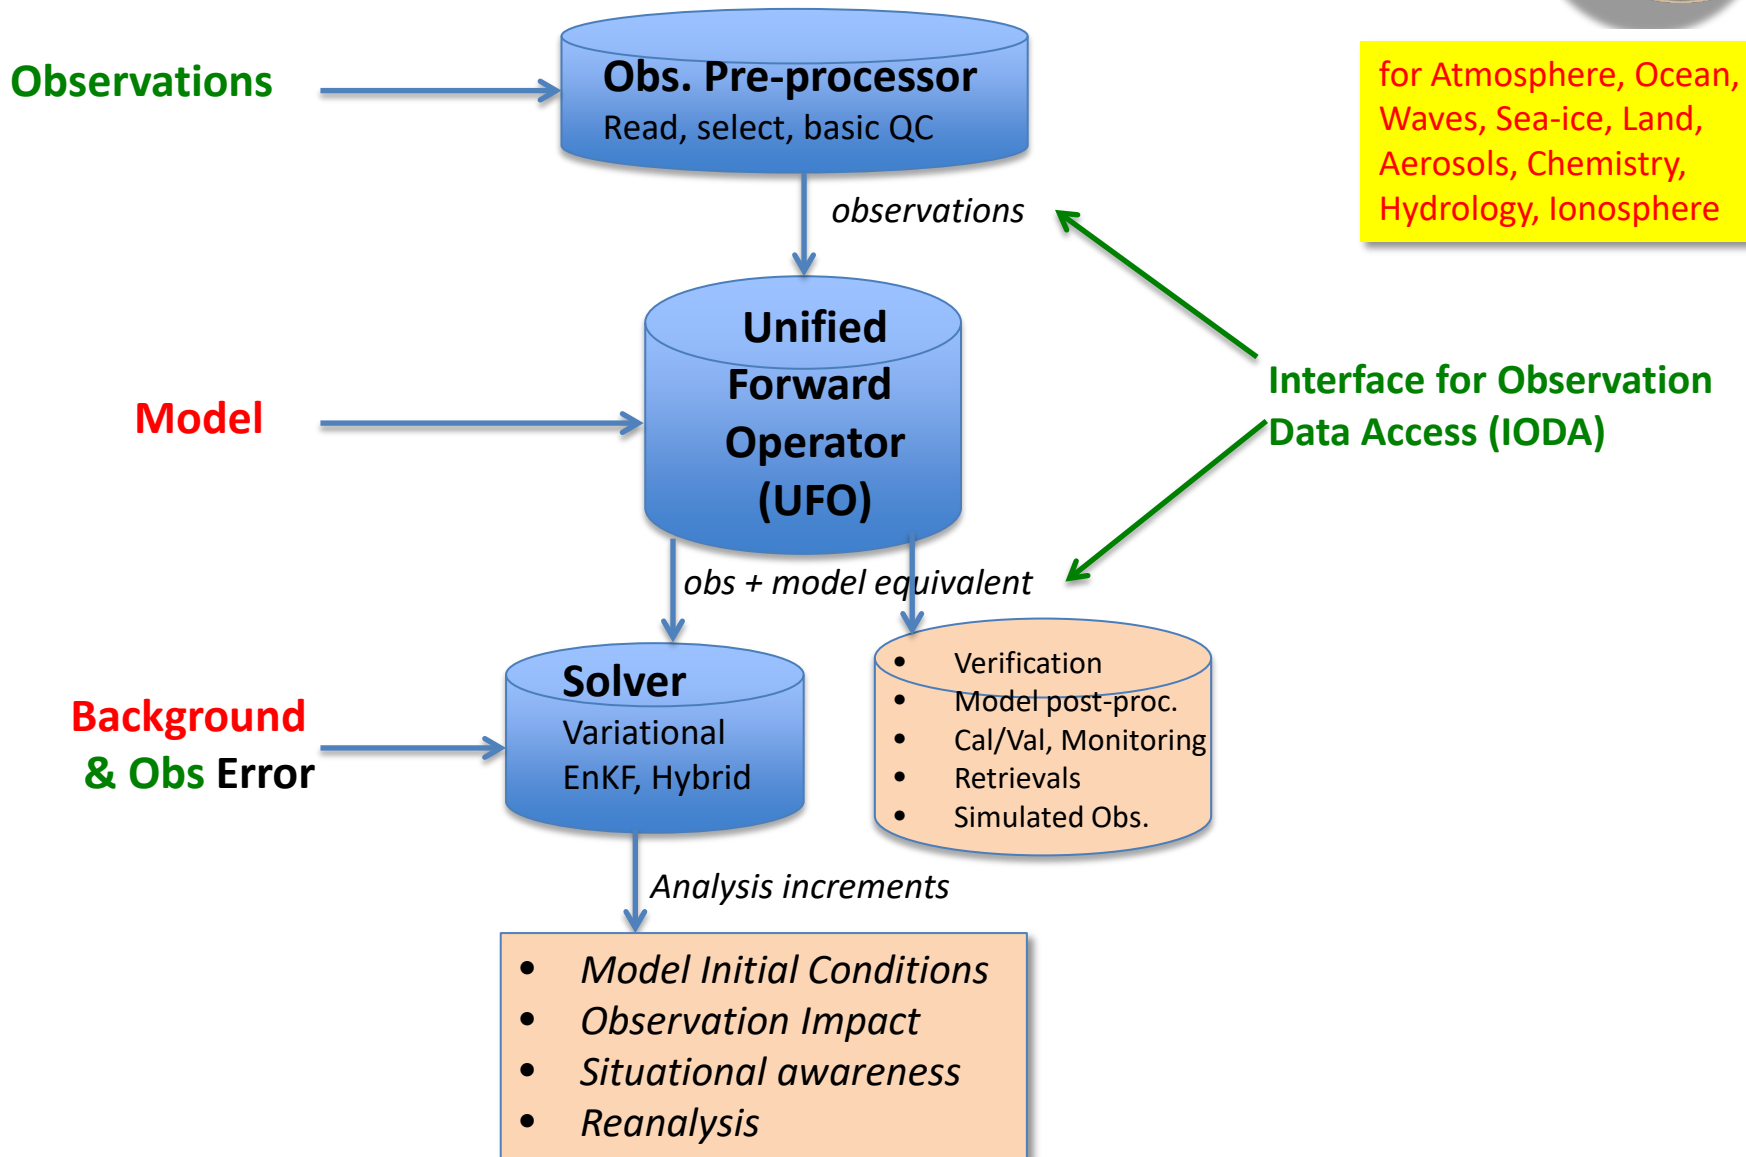 Observations
Obs. Pre-processor
Read, select, basic QC
for Atmosphere, Ocean,
Waves, Sea-ice, Land,
Aerosols, Chemistry,
Hydrology, Ionosphere
observations
Model
Unified
Forward
Operator
(UFO)
Interface for Observation
Data Access (IODA)
obs + model equivalent
Background
& Obs Error
Solver
Variational
EnKF, Hybrid
• Verification
• Model post-proc.
• Cal/Val, Monitoring
• Retrievals
• Simulated Obs.
Analysis increments
• Model Initial Conditions
• Observation Impact
• Situational awareness
• Reanalysis